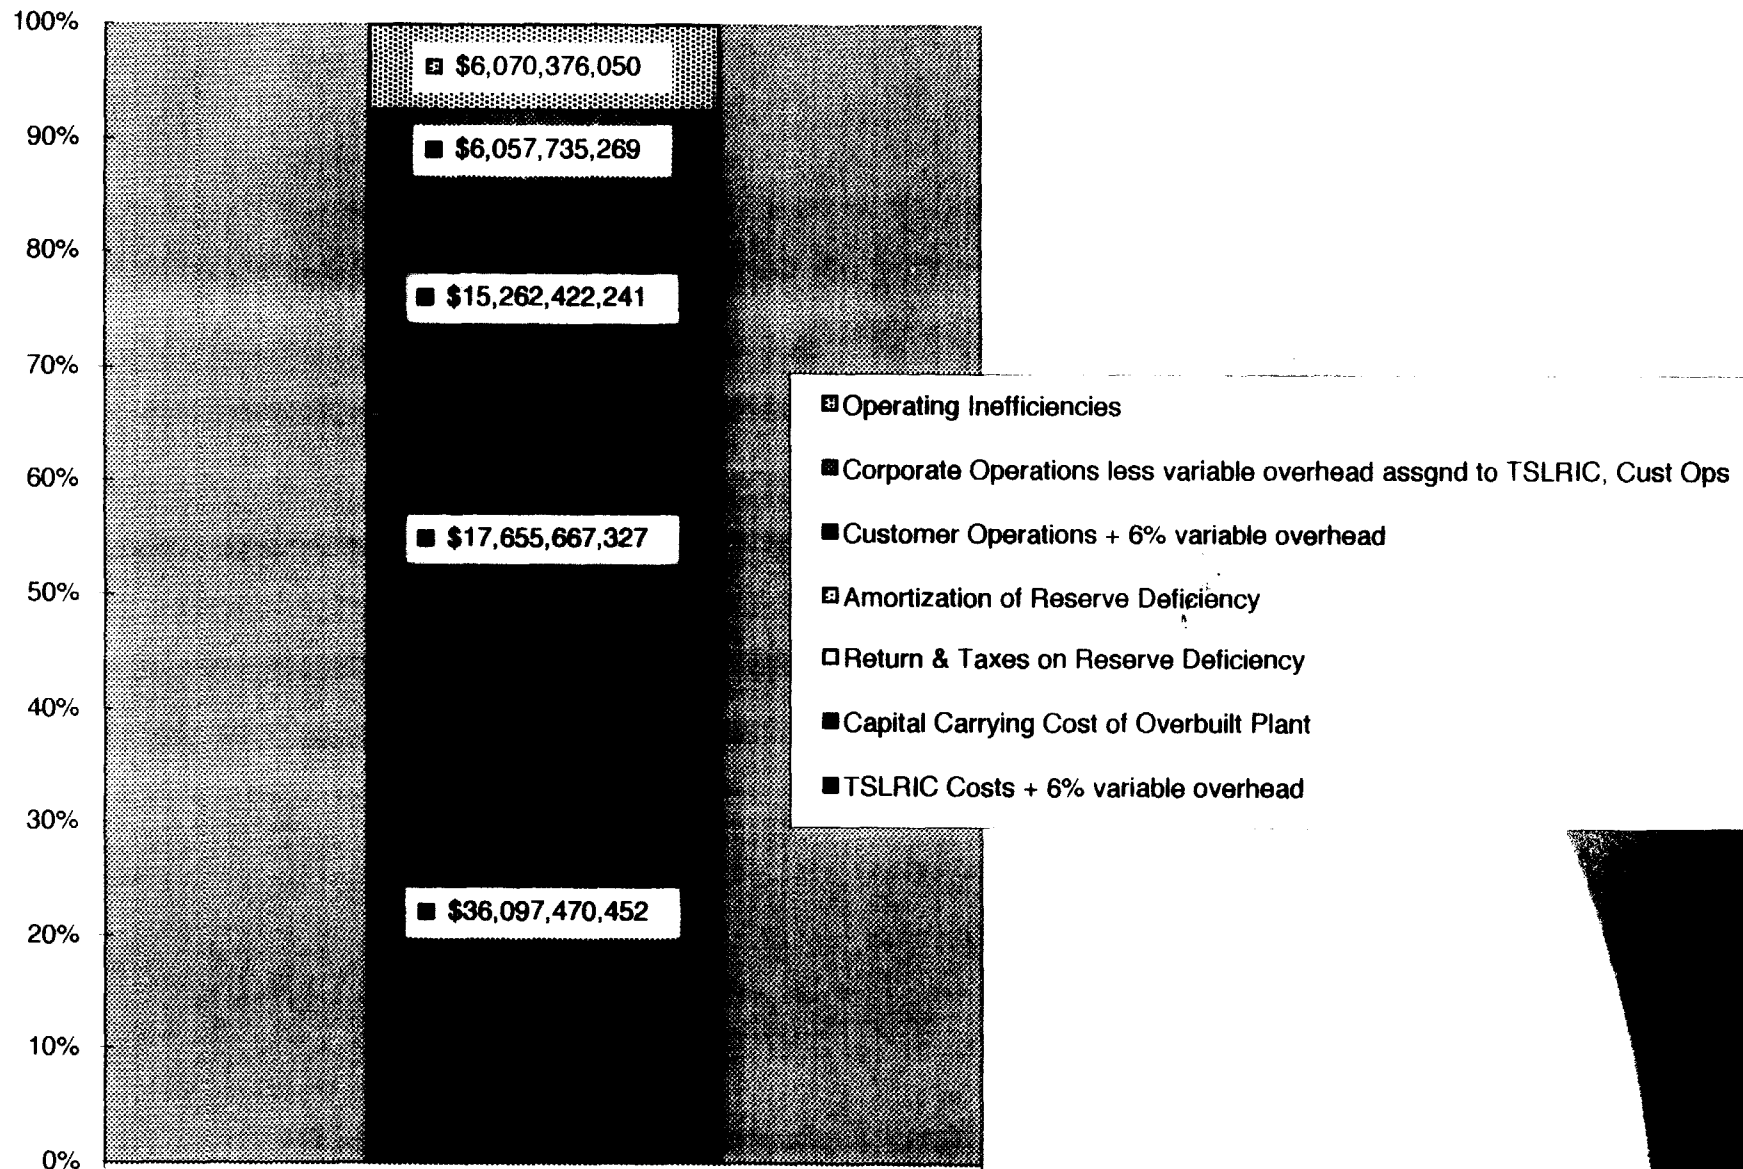 100%
90%
80%
70%
60%
50%
40%
30%
20%
10%
0%
$6,070,376,050
$6,057,735,269
$15,262,422,241
$17,655,667,327
$36,097,470,452
Operating Inefficiencies
Corporate Operations less variable overhead assgnd to TSLRIC, Cust Ops
Customer Operations + 6% variable overhead
Amortization of Reserve Deficiency
Return & Taxes on Reserve Deficiency
Capital Carrying Cost of Overbuilt Plant
TSLRIC Costs + 6% variable overhead